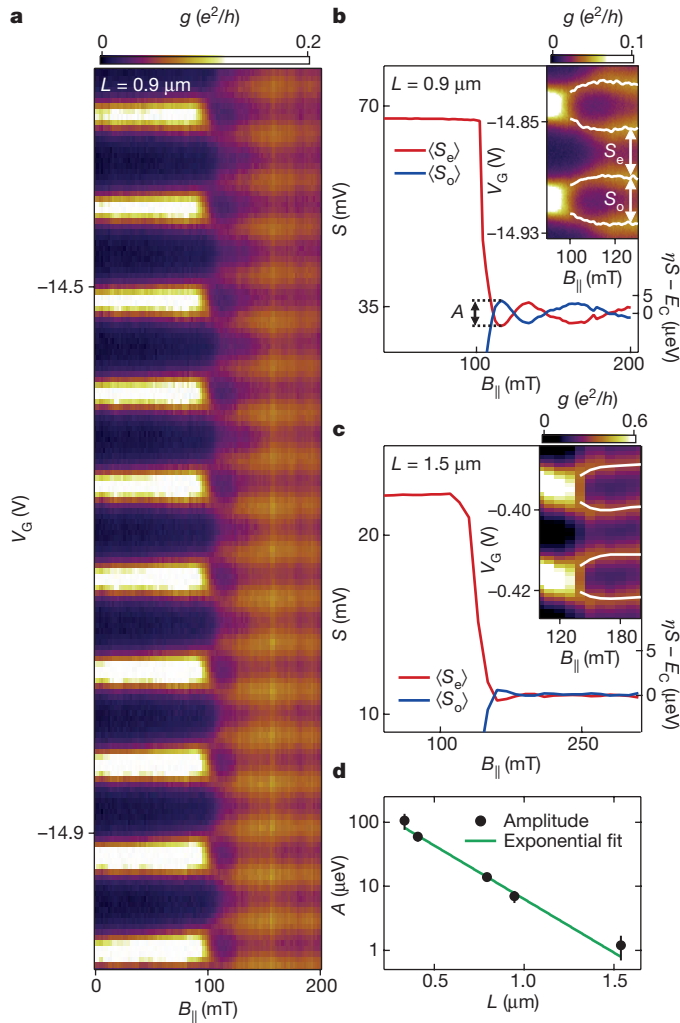 a
g (e²/h)
0 0.2
L = 0.9 μm
V_G (V)
−14.5
−14.9
0 100 200
B_|| (mT)
b
g (e²/h)
0 0.1
L = 0.9 μm
70
35
S (mV)
⟨S_e⟩
⟨S_o⟩
V_G (V)
−14.85
−14.93
S_e
S_o
100 120
B_|| (mT)
A
5
0
ηS − E_C (μeV)
100 200
B_|| (mT)
c
g (e²/h)
0 0.6
L = 1.5 μm
20
10
S (mV)
V_G (V)
−0.40
−0.42
120 180
B_|| (mT)
⟨S_e⟩
⟨S_o⟩
5
0
ηS − E_C (μeV)
100 250
B_|| (mT)
d
Amplitude
Exponential fit
100
10
1
A (μeV)
0.5 1.0 1.5
L (μm)